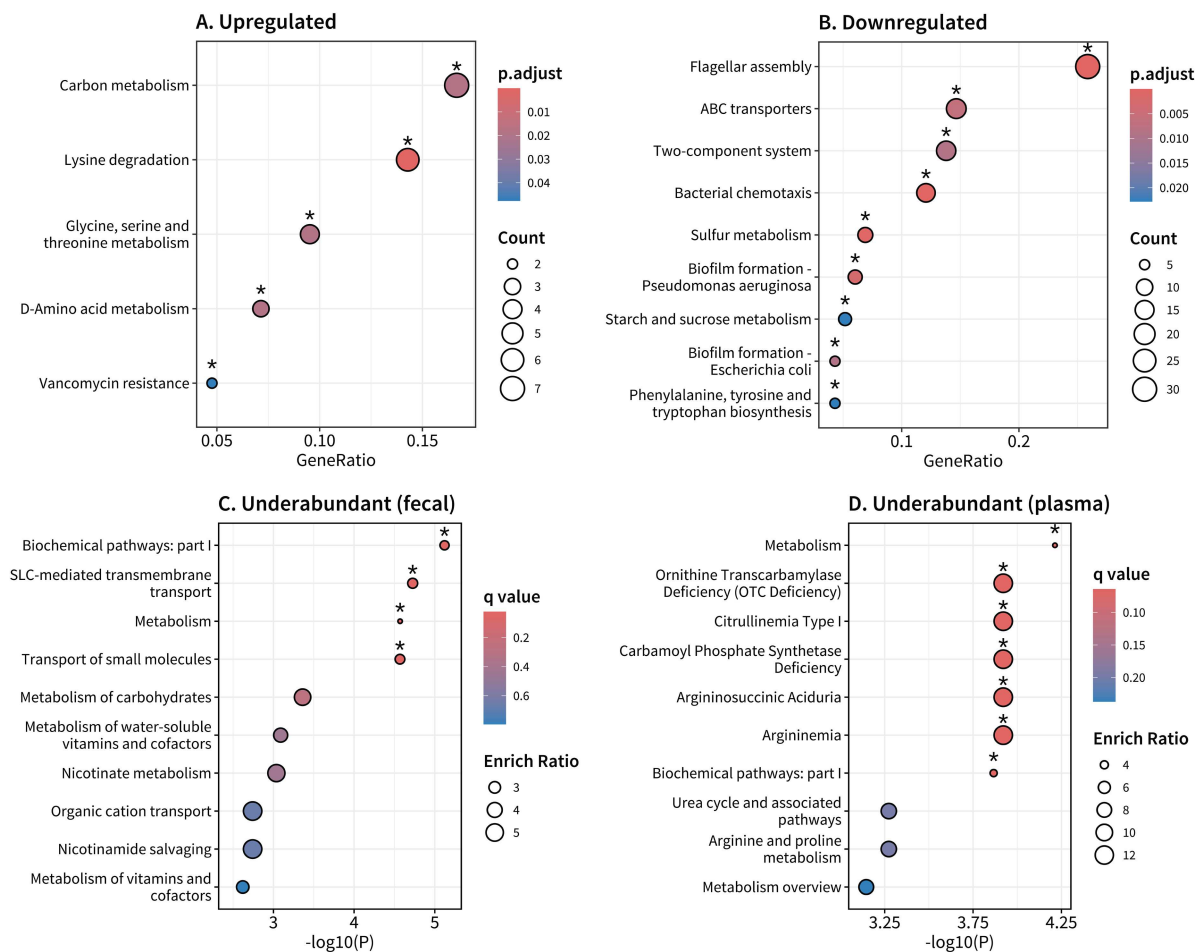 A. Upregulated
Carbon metabolism
*
Lysine degradation
*
Glycine, serine and
threonine metabolism
*
D-Amino acid metabolism
*
Vancomycin resistance
*
0.05
0.10
0.15
GeneRatio
p.adjust
0.01
0.02
0.03
0.04
Count
2
3
4
5
6
7
B. Downregulated
Flagellar assembly
*
ABC transporters
*
Two-component system
*
Bacterial chemotaxis
*
Sulfur metabolism
*
Biofilm formation -
Pseudomonas aeruginosa
*
Starch and sucrose metabolism
*
Biofilm formation -
Escherichia coli
*
Phenylalanine, tyrosine and
tryptophan biosynthesis
*
0.1
0.2
GeneRatio
p.adjust
0.005
0.010
0.015
0.020
Count
5
10
15
20
25
30
C. Underabundant (fecal)
Biochemical pathways: part I
*
SLC-mediated transmembrane
transport
*
Metabolism
*
Transport of small molecules
*
Metabolism of carbohydrates
Metabolism of water-soluble
vitamins and cofactors
Nicotinate metabolism
Organic cation transport
Nicotinamide salvaging
Metabolism of vitamins and
cofactors
3
4
5
-log10(P)
q value
0.2
0.4
0.6
Enrich Ratio
3
4
5
D. Underabundant (plasma)
Metabolism
*
Ornithine Transcarbamylase
Deficiency (OTC Deficiency)
*
Citrullinemia Type I
*
Carbamoyl Phosphate Synthetase
Deficiency
*
Argininosuccinic Aciduria
*
Argininemia
*
Biochemical pathways: part I
*
Urea cycle and associated
pathways
Arginine and proline
metabolism
Metabolism overview
3.25
3.75
4.25
-log10(P)
q value
0.10
0.15
0.20
Enrich Ratio
4
6
8
10
12